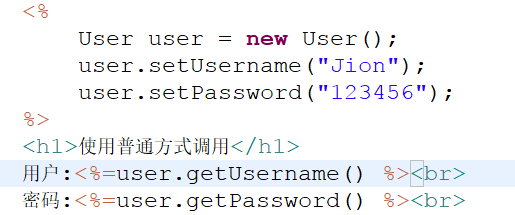 <%
User user = new User();
user.setUsername("Jion");
user.setPassword("123456");
%>
<h1>使用普通方式调用</h1>
用户:<%=user.getUsername() %><br>
密码:<%=user.getPassword() %><br>